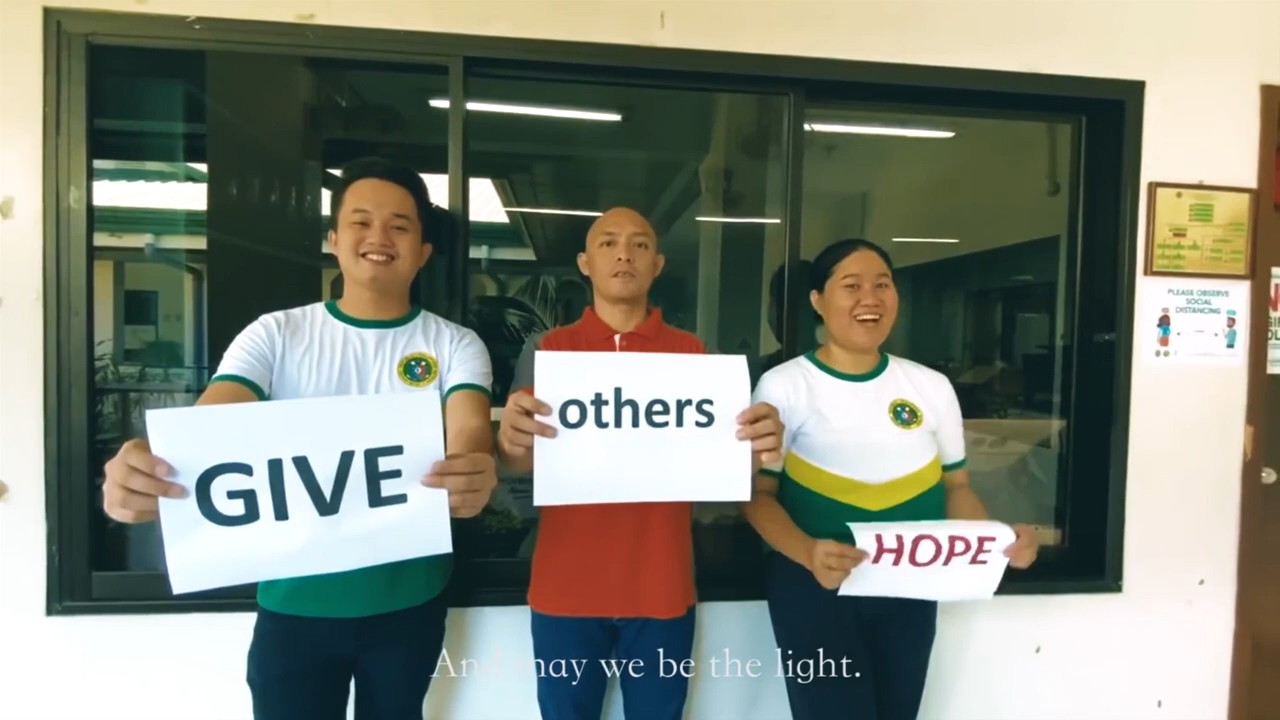 GIVE
others
HOPE
PLEASE OBSERVE
SOCIAL
DISTANCING
And may we be the light.